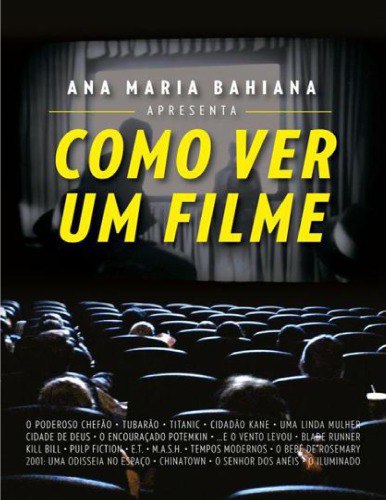 ANA MARIA BAHIANA
APRESENTA
COMO VER
UM FILME
O PODEROSO CHEFÃO • TUBARÃO • TITANIC • CIDADÃO KANE • UMA LINDA MULHER
CIDADE DE DEUS • O ENCOURAÇADO POTEMKIN • ...E O VENTO LEVOU • BLADE RUNNER
KILL BILL • PULP FICTION • E.T. • M.A.S.H. • TEMPOS MODERNOS • O BEBÊ DE ROSEMARY
2001: UMA ODISSEIA NO ESPAÇO • CHINATOWN • O SENHOR DOS ANÉIS • O ILUMINADO